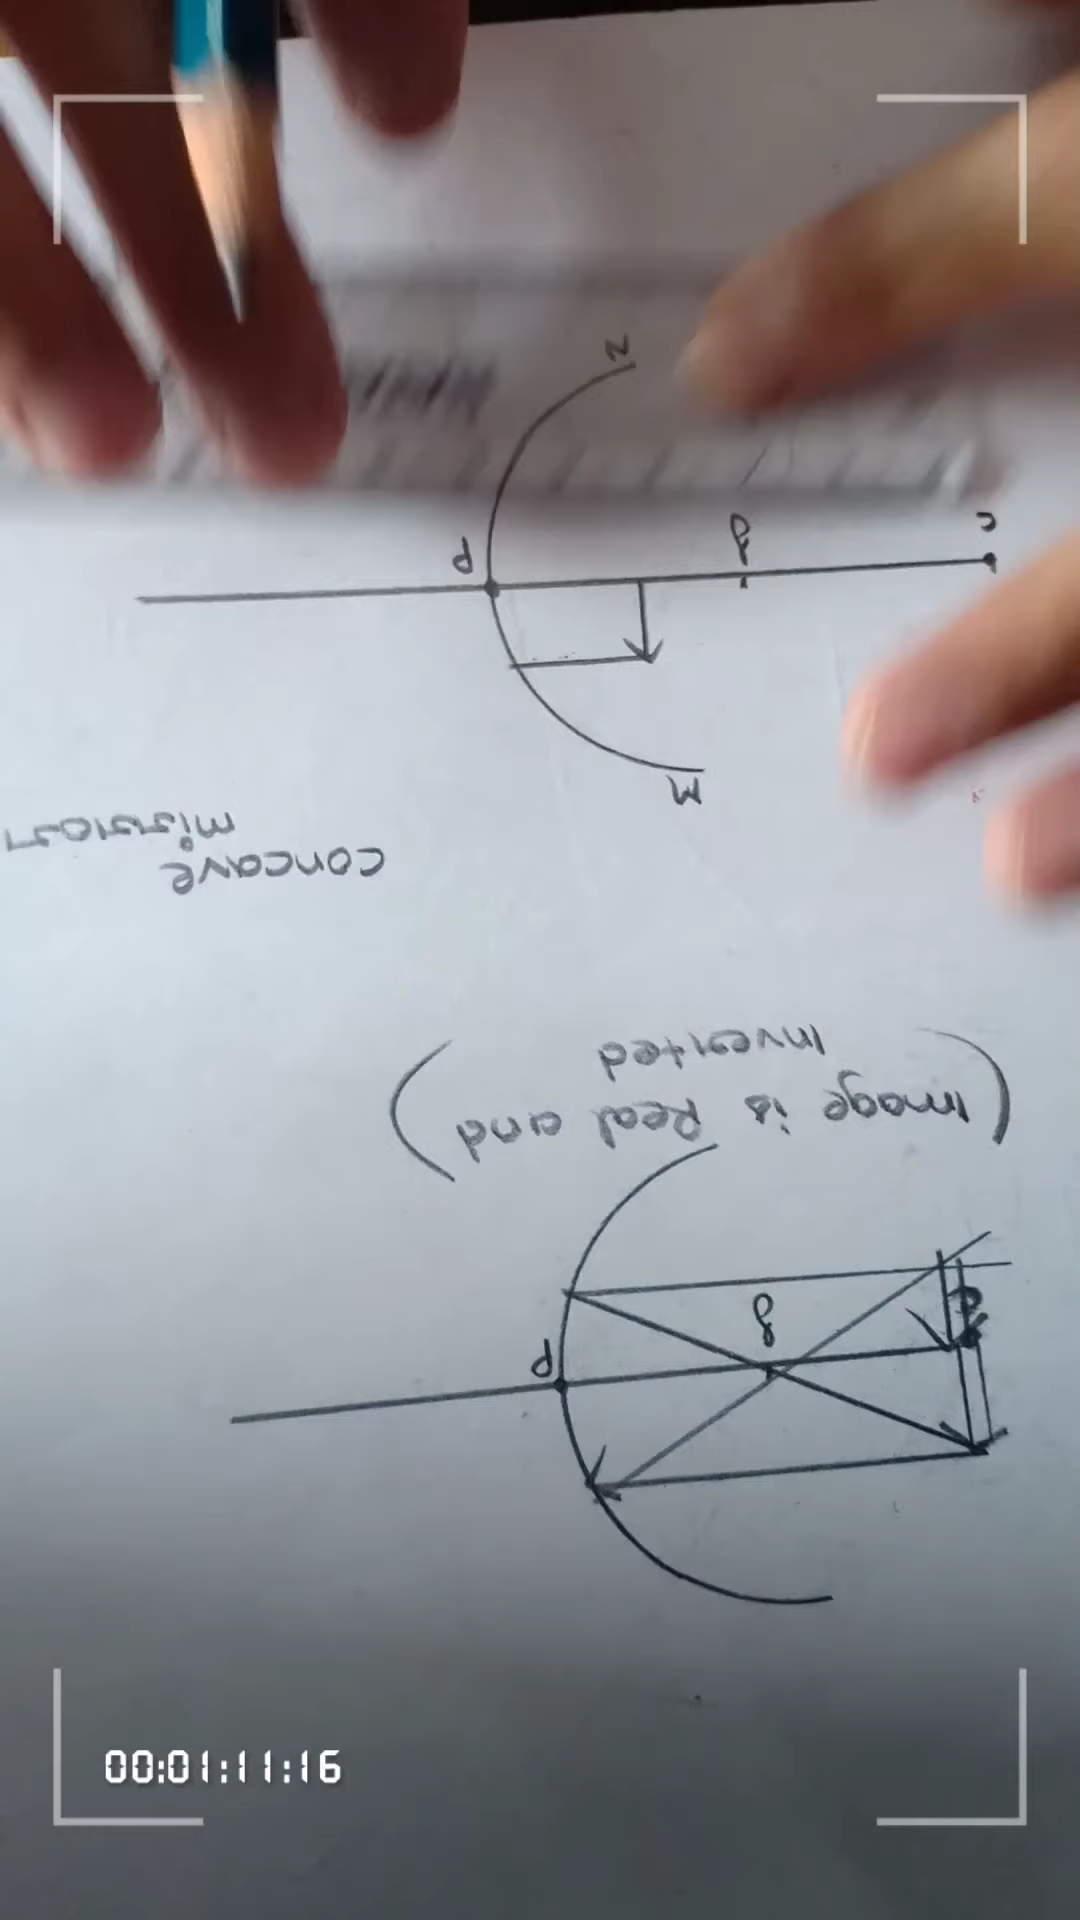 P
f
(Image is Real and
Inverted)
concave
mirror
M
C f P
N
00:01:11:16